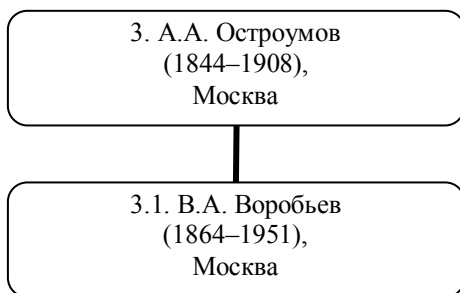 3. А.А. Остроумов
(1844–1908),
Москва
3.1. В.А. Воробьев
(1864–1951),
Москва